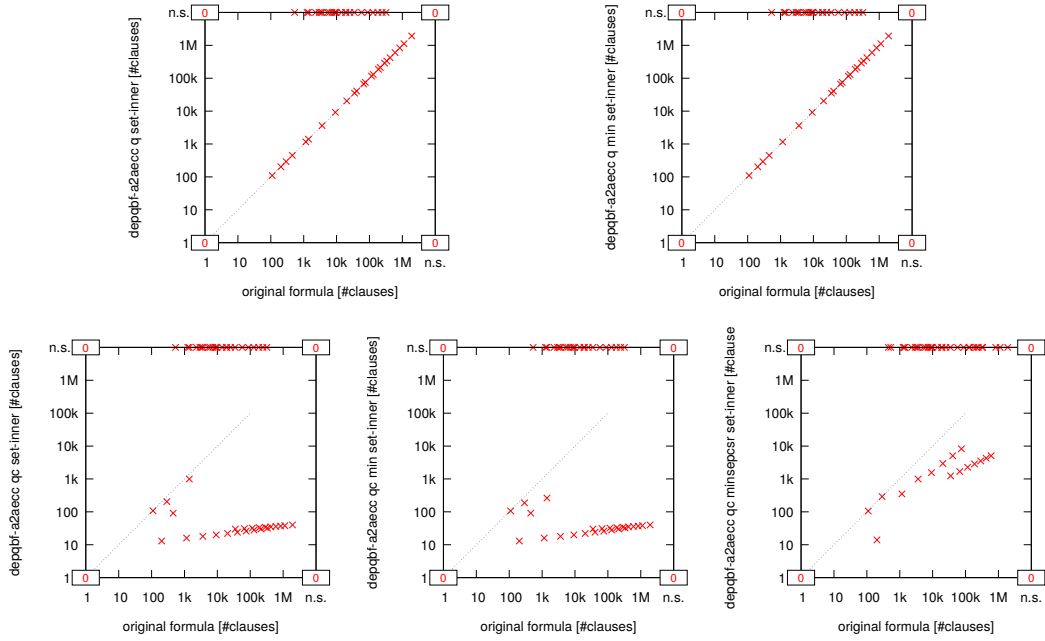 n.s. 0 0
1M
100k
10k
1k
100
10
1 0 0
1 10 100 1k 10k 100k 1M n.s.
original formula [#clauses]
depqbf-a2aecc q set-inner [#clauses]
n.s. 0 0
1M
100k
10k
1k
100
10
1 0 0
1 10 100 1k 10k 100k 1M n.s.
original formula [#clauses]
depqbf-a2aecc q min set-inner [#clauses]
n.s. 0 0
1M
100k
10k
1k
100
10
1 0 0
1 10 100 1k 10k 100k 1M n.s.
original formula [#clauses]
depqbf-a2aecc qc set-inner [#clauses]
n.s. 0 0
1M
100k
10k
1k
100
10
1 0 0
1 10 100 1k 10k 100k 1M n.s.
original formula [#clauses]
depqbf-a2aecc qc min set-inner [#clauses]
n.s. 0 0
1M
100k
10k
1k
100
10
1 0 0
1 10 100 1k 10k 100k 1M n.s.
original formula [#clauses]
depqbf-a2aecc qc minsepcsr set-inner [#clause